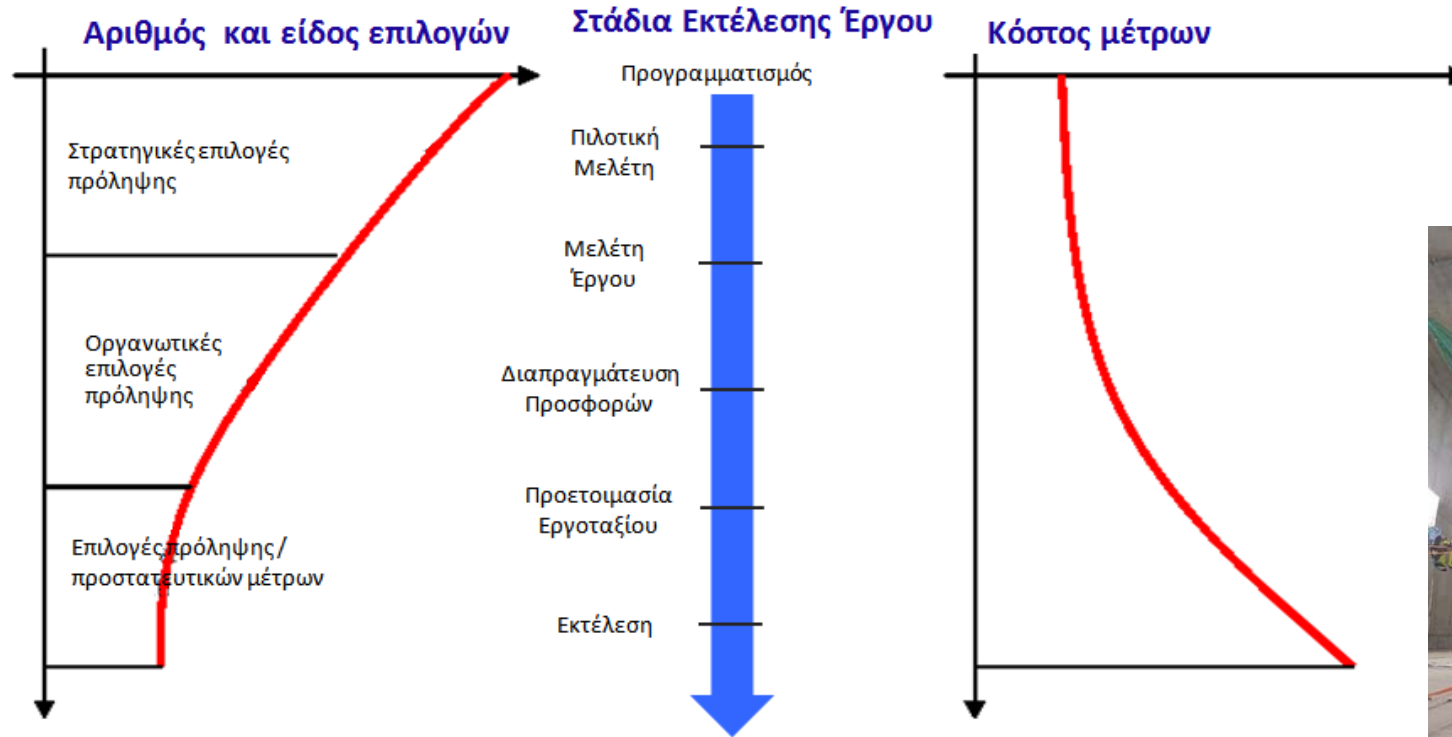 Αριθμός και είδος επιλογών
Στρατηγικές επιλογές
πρόληψης
Οργανωτικές
επιλογές
πρόληψης
Επιλογές πρόληψης /
προστατευτικών μέτρων
Στάδια Εκτέλεσης Έργου
Προγραμματισμός
Πιλοτική
Μελέτη
Μελέτη
Έργου
Διαπραγμάτευση
Προσφορών
Προετοιμασία
Εργοταξίου
Εκτέλεση
Κόστος μέτρων